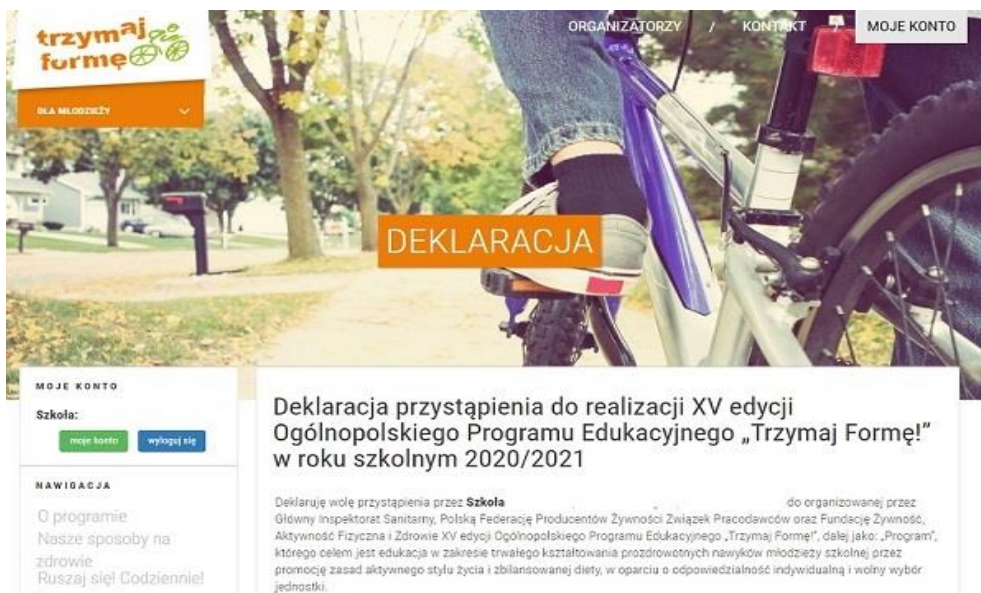 trzymaj
formę
ORGANIZATORZY / KONTAKT / MOJE KONTO
DLA MŁODZIEŻY
DEKLARACJA
MOJE KONTO
Szkoła:
moje konto wyloguj się
NAWIGACJA
O programie
Nasze sposoby na
zdrowie
Ruszaj się! Codziennie!
Deklaracja przystąpienia do realizacji XV edycji
Ogólnopolskiego Programu Edukacyjnego „Trzymaj Formę!”
w roku szkolnym 2020/2021
Deklaruję wolę przystąpienia przez Szkoła do organizowanej przez
Główny Inspektorat Sanitarny, Polską Federację Producentów Żywności Związek Pracodawców oraz Fundację Żywność,
Aktywność Fizyczna i Zdrowie XV edycji Ogólnopolskiego Programu Edukacyjnego „Trzymaj Formę!”, dalej jako: „Program”,
którego celem jest edukacja w zakresie trwałego kształtowania prozdrowotnych nawyków młodzieży szkolnej przez
promocję zasad aktywnego stylu życia i zbilansowanej diety, w oparciu o odpowiedzialność indywidualną i wolny wybór
jednostki.